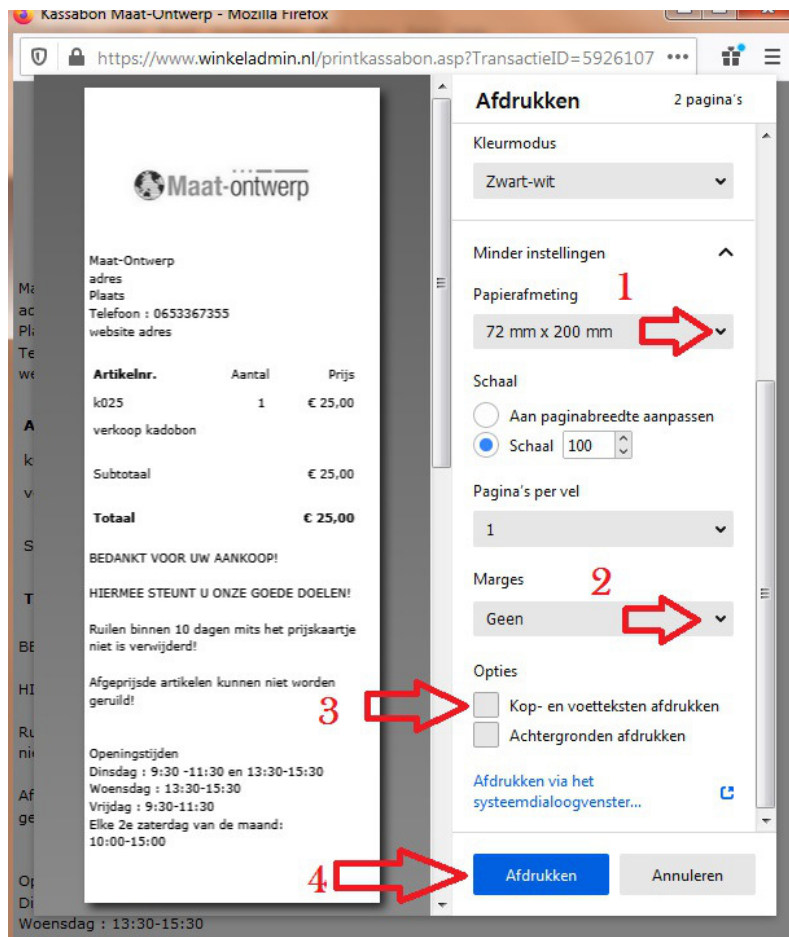 Kassabon Maat-Ontwerp - Mozilla Firefox
https://www.winkeladmin.nl/printkassabon.asp?TransactieID=5926107
Maat-ontwerp
Maat-Ontwerp
adres
Plaats
Telefoon : 0653367355
website adres
Artikelnr. Aantal Prijs
k025 1 € 25,00
verkoop kadobon
Subtotaal € 25,00
Totaal € 25,00
BEDANKT VOOR UW AANKOOP!
HIERMEE STEUNT U ONZE GOEDE DOELEN!
Ruilen binnen 10 dagen mits het prijskaartje
niet is verwijderd!
Afgeprijsde artikelen kunnen niet worden
geruild!
Openingstijden
Dinsdag : 9:30 -11:30 en 13:30-15:30
Woensdag : 13:30-15:30
Vrijdag : 9:30-11:30
Elke 2e zaterdag van de maand:
10:00-15:00
Woensdag : 13:30-15:30
Afdrukken 2 pagina's
Kleurmodus
Zwart-wit
Minder instellingen
1
Papierafmeting
72 mm x 200 mm
Schaal
Aan paginabreedte aanpassen
Schaal 100
Pagina's per vel
1
Marges
2
Geen
Opties
3
Kop- en voetteksten afdrukken
Achtergronden afdrukken
Afdrukken via het
systeemdialoogvenster...
4
Afdrukken Annuleren